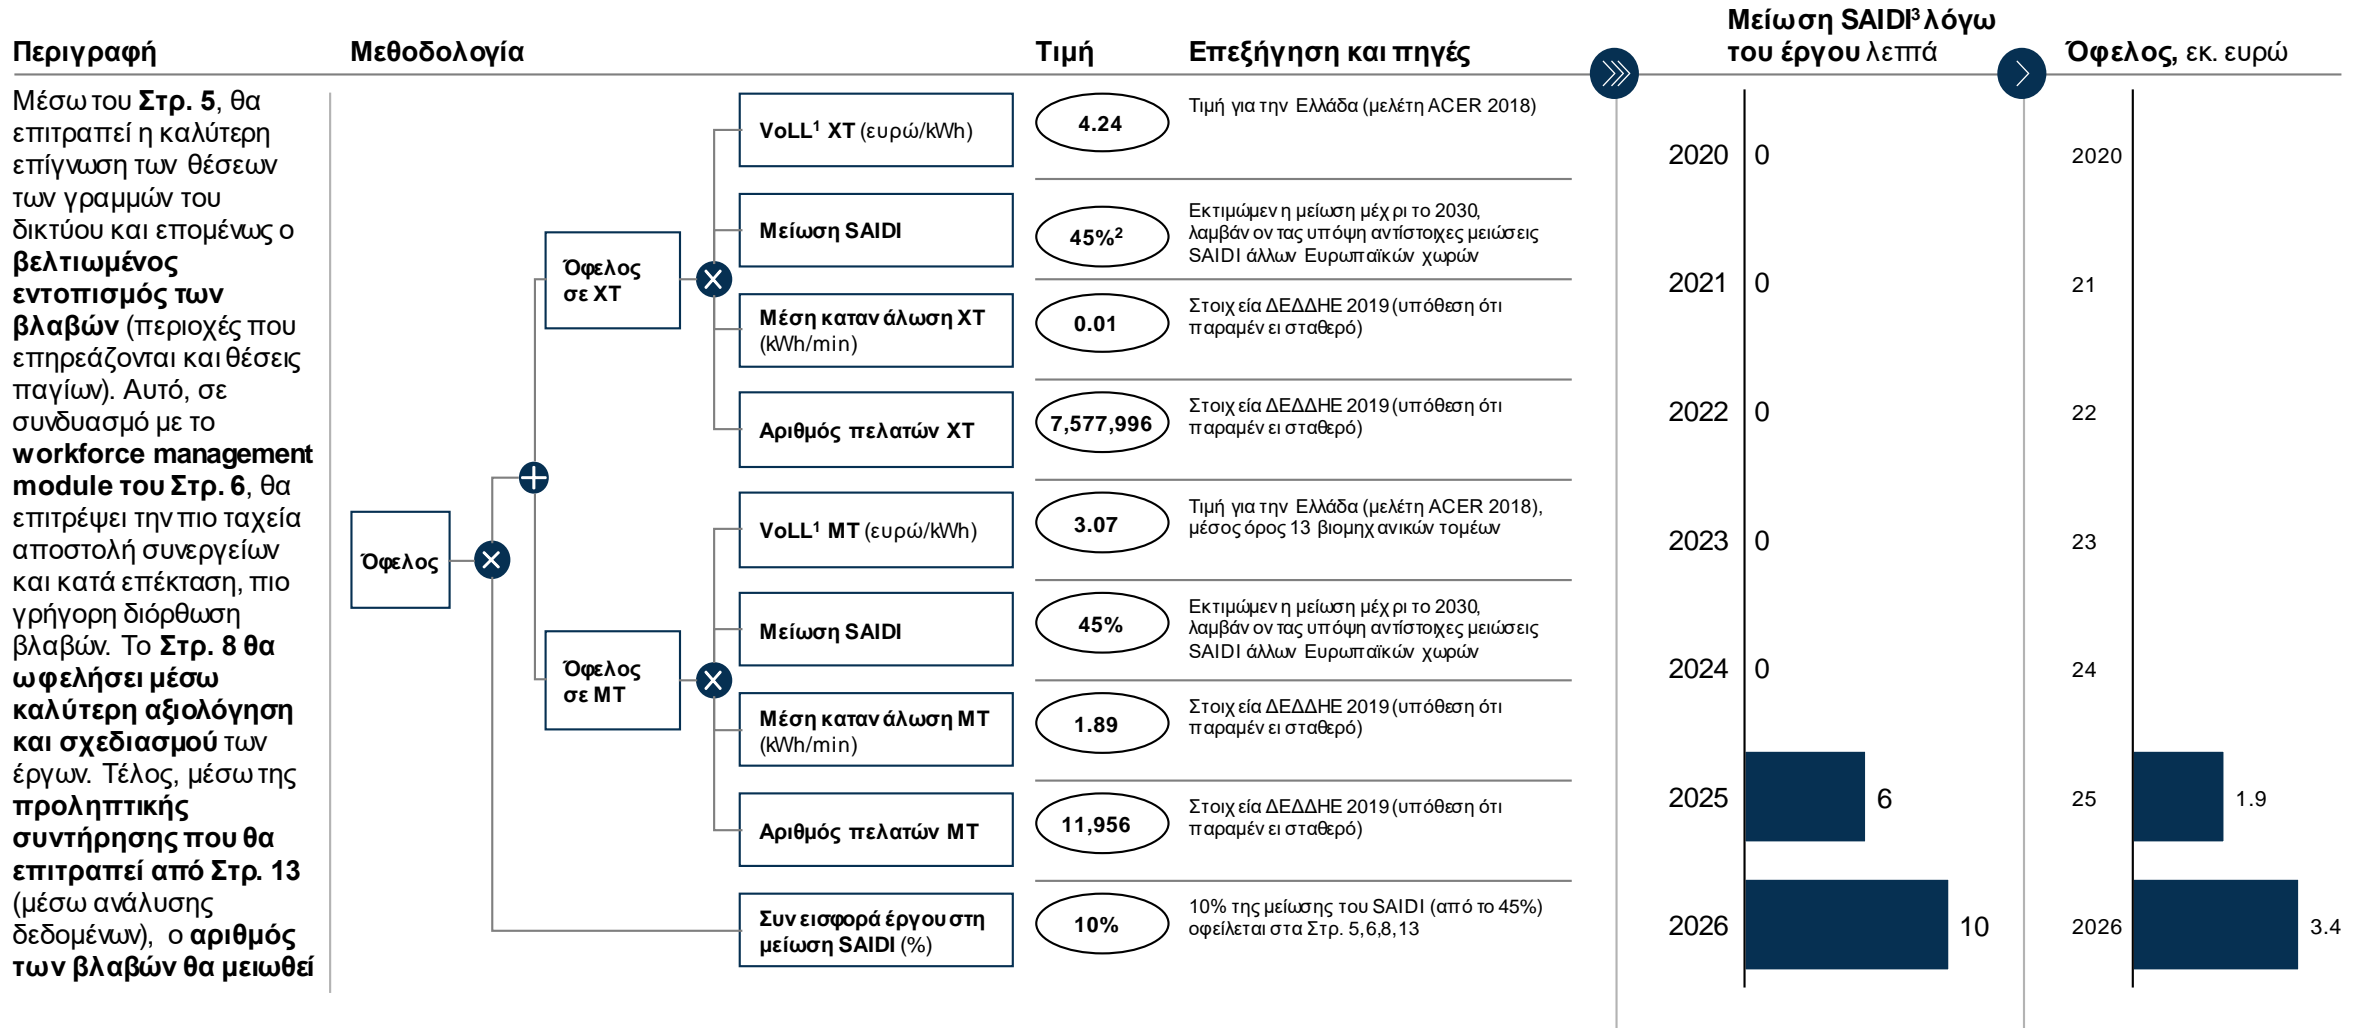 Περιγραφή
Μέσω του Στρ. 5, θα
επιτραπεί η καλύτερη
επίγνωση των θέσεων
των γραμμών του
δικτύου και επομένως ο
βελτιωμένος
εντοπισμός των
βλαβών (περιοχές που
επηρεάζονται και θέσεις
παγίων). Αυτό, σε
συνδυασμό με το
workforce management
module του Στρ. 6, θα
επιτρέψει την πιο ταχεία
αποστολή συνεργείων
και κατά επέκταση, πιο
γρήγορη διόρθωση
βλαβών. Το Στρ. 8 θα
ωφελήσει μέσω
καλύτερη αξιολόγηση
και σχεδιασμού των
έργων. Τέλος, μέσω της
προληπτικής
συντήρησης που θα
επιτραπεί από Στρ. 13
(μέσω ανάλυσης
δεδομένων), ο αριθμός
των βλαβών θα μειωθεί
Μεθοδολογία
Όφελος
Όφελος
σε ΧΤ
Όφελος
σε ΜΤ
Τιμή
Επεξήγηση και πηγές
VoLL¹ ΧΤ (ευρώ/kWh)
4.24
Τιμή για την Ελλάδα (μελέτη ACER 2018)
Μείωση SAIDI
45%²
Εκτιμώμενη μείωση μέχρι το 2030,
λαμβάνοντας υπόψη αντίστοιχες μειώσεις
SAIDI άλλων Ευρωπαϊκών χωρών
Μέση κατανάλωση ΧΤ
(kWh/min)
0.01
Στοιχεία ΔΕΔΔΗΕ 2019 (υπόθεση ότι
παραμένει σταθερό)
Αριθμός πελατών ΧΤ
7,577,996
Στοιχεία ΔΕΔΔΗΕ 2019 (υπόθεση ότι
παραμένει σταθερό)
VoLL¹ ΜΤ (ευρώ/kWh)
3.07
Τιμή για την Ελλάδα (μελέτη ACER 2018),
μέσος όρος 13 βιομηχανικών τομέων
Μείωση SAIDI
45%
Εκτιμώμενη μείωση μέχρι το 2030,
λαμβάνοντας υπόψη αντίστοιχες μειώσεις
SAIDI άλλων Ευρωπαϊκών χωρών
Μέση κατανάλωση ΜΤ
(kWh/min)
1.89
Στοιχεία ΔΕΔΔΗΕ 2019 (υπόθεση ότι
παραμένει σταθερό)
Αριθμός πελατών ΜΤ
11,956
Στοιχεία ΔΕΔΔΗΕ 2019 (υπόθεση ότι
παραμένει σταθερό)
Συνεισφορά έργου στη
μείωση SAIDI (%)
10%
10% της μείωσης του SAIDI (από το 45%)
οφείλεται στα Στρ. 5,6,8,13
Μείωση SAIDI³ λόγω
του έργου λεπτά
2020 0
2021 0
2022 0
2023 0
2024 0
2025 6
2026 10
Όφελος, εκ. ευρώ
2020
21
22
23
24
25 1.9
2026 3.4